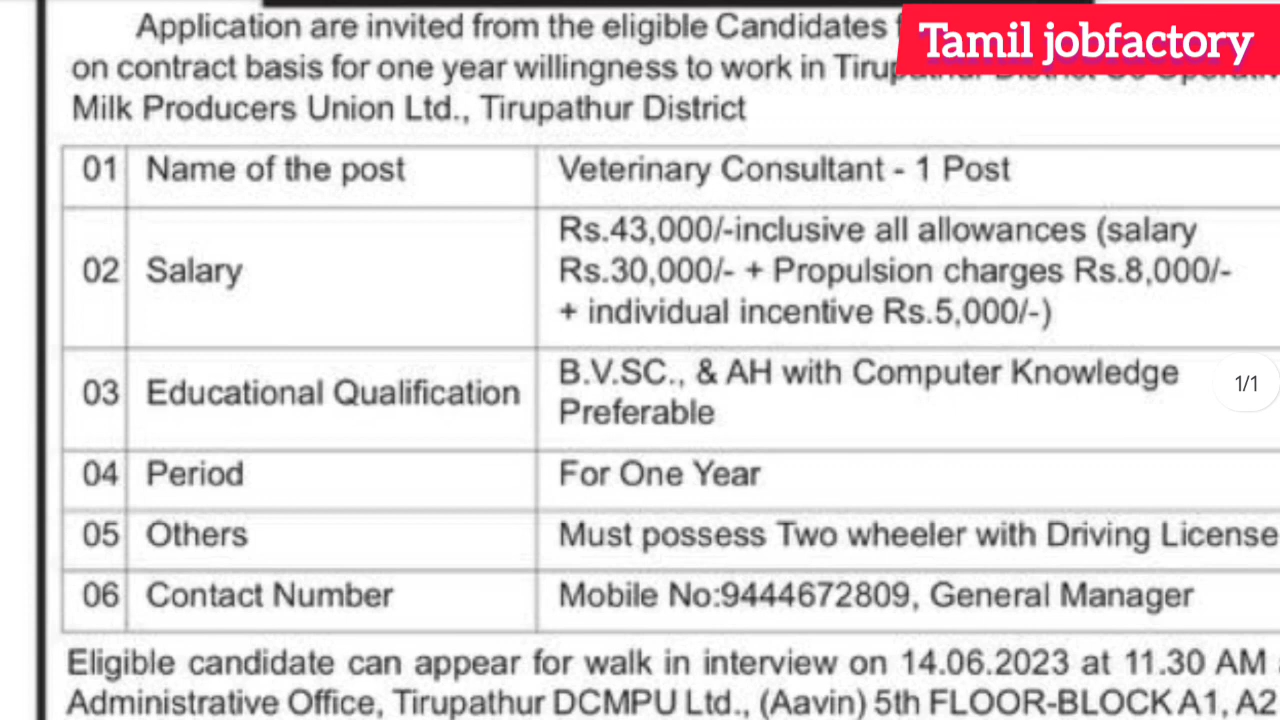 Application are invited from the eligible Candidates
Tamil jobfactory
on contract basis for one year willingness to work in
Milk Producers Union Ltd., Tirupathur District
01 Name of the post Veterinary Consultant - 1 Post
02 Salary Rs.43,000/-inclusive all allowances (salary
Rs.30,000/- + Propulsion charges Rs.8,000/-
+ individual incentive Rs.5,000/-)
03 Educational Qualification B.V.SC., & AH with Computer Knowledge
Preferable
1/1
04 Period For One Year
05 Others Must possess Two wheeler with Driving License
06 Contact Number Mobile No:9444672809, General Manager
Eligible candidate can appear for walk in interview on 14.06.2023 at 11.30 AM
Administrative Office, Tirupathur DCMPU Ltd., (Aavin) 5th FLOOR-BLOCK A1, A2